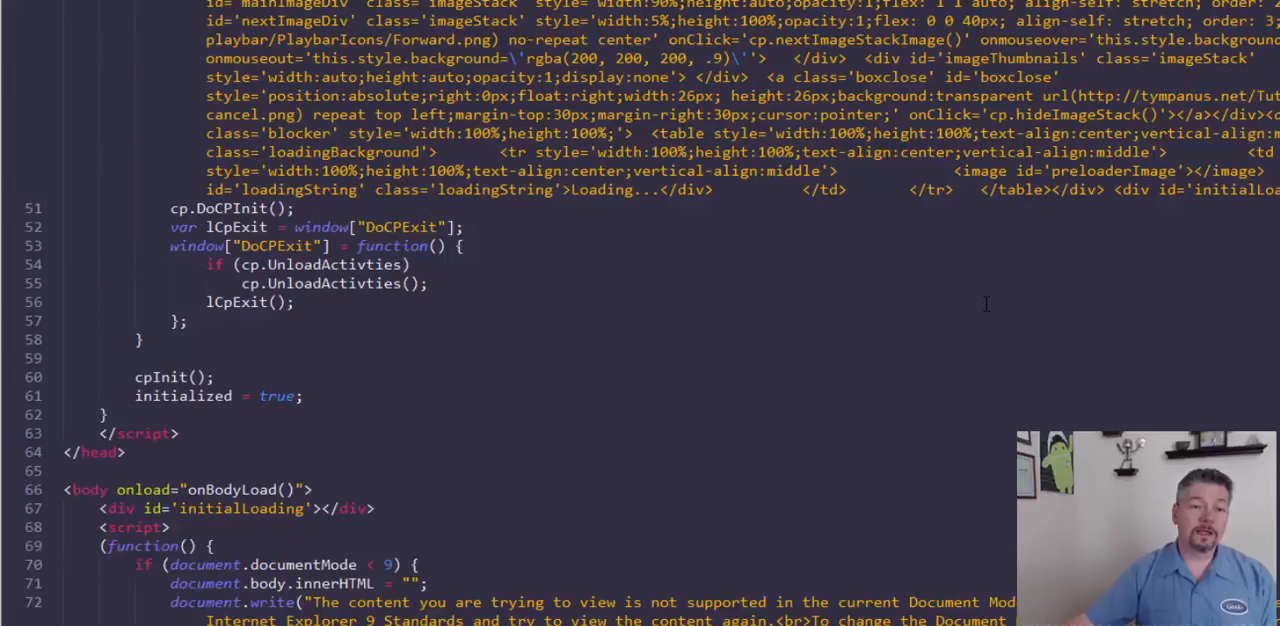 id='mainImageDiv' class='imageStack' style='width:90%;height:auto;opacity:1;flex: 1 1 auto; align-self: stretch; order: 2
id='nextImageDiv' class='imageStack' style='width:5%;height:100%;opacity:1;flex: 0 0 40px; align-self: stretch; order: 3;
playbar/PlaybarIcons/Forward.png) no-repeat center' onClick='cp.nextImageStackImage()' onmouseover='this.style.background
onmouseout='this.style.background=\'rgba(200, 200, 200, .9)\''> </div> <div id='imageThumbnails' class='imageStack'
style='width:auto;height:auto;opacity:1;display:none'> </div> <a class='boxclose' id='boxclose'
style='position:absolute;right:0px;float:right;width:26px; height:26px;background:transparent url(http://tympanus.net/Tut
cancel.png) repeat top left;margin-top:30px;margin-right:30px;cursor:pointer;' onClick='cp.hideImageStack()'></a></div><d
class='blocker' style='width:100%;height:100%;'> <table style='width:100%;height:100%;text-align:center;vertical-align:m
class='loadingBackground'> <tr style='width:100%;height:100%;text-align:center;vertical-align:middle'> <td
style='width:100%;height:100%;text-align:center;vertical-align:middle'> <image id='preloaderImage'></image>
id='loadingString' class='loadingString'>Loading...</div> </td> </tr> </table></div> <div id='initialLoa
51 cp.DoCPInit();
52 var lCpExit = window["DoCPExit"];
53 window["DoCPExit"] = function() {
54 if (cp.UnloadActivties)
55 cp.UnloadActivties();
56 lCpExit();
57 };
58 }
59
60 cpInit();
61 initialized = true;
62 }
63 </script>
64 </head>
65
66 <body onload="onBodyLoad()">
67 <div id='initialLoading'></div>
68 <script>
69 (function() {
70 if (document.documentMode < 9) {
71 document.body.innerHTML = "";
72 document.write("The content you are trying to view is not supported in the current Document Mod
Internet Explorer 9 Standards and try to view the content again.<br>To change the Document